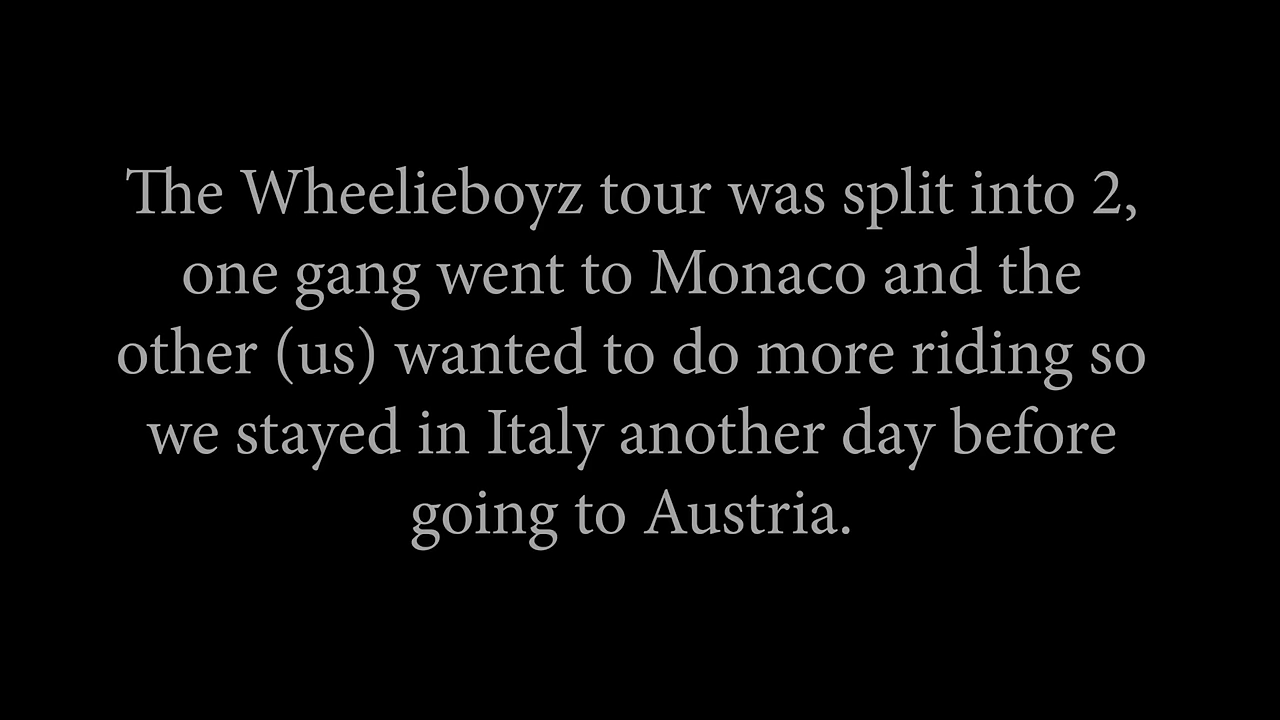 The Wheelieboyz tour was split into 2,
one gang went to Monaco and the
other (us) wanted to do more riding so
we stayed in Italy another day before
going to Austria.